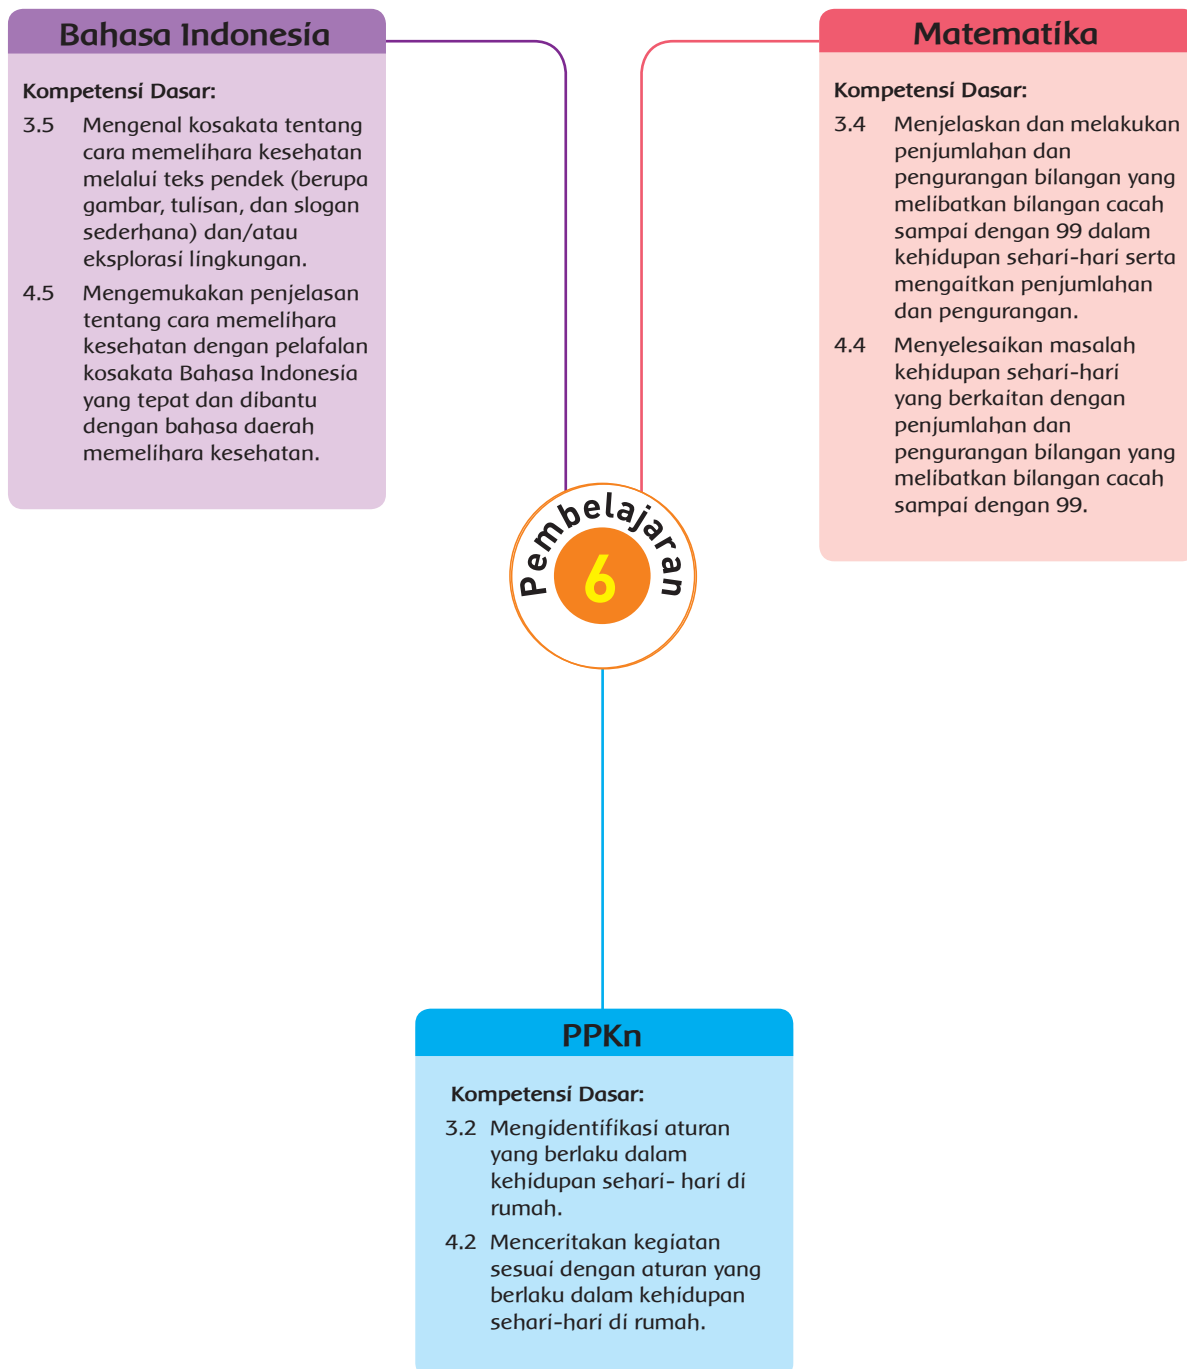 Bahasa Indonesia
Kompetensi Dasar:
3.5 Mengenal kosakata tentang
cara memelihara kesehatan
melalui teks pendek (berupa
gambar, tulisan, dan slogan
sederhana) dan/atau
eksplorasi lingkungan.
4.5 Mengemukakan penjelasan
tentang cara memelihara
kesehatan dengan pelafalan
kosakata Bahasa Indonesia
yang tepat dan dibantu
dengan bahasa daerah
memelihara kesehatan.
Matematika
Kompetensi Dasar:
3.4 Menjelaskan dan melakukan
penjumlahan dan
pengurangan bilangan yang
melibatkan bilangan cacah
sampai dengan 99 dalam
kehidupan sehari-hari serta
mengaitkan penjumlahan
dan pengurangan.
4.4 Menyelesaikan masalah
kehidupan sehari-hari
yang berkaitan dengan
penjumlahan dan
pengurangan bilangan yang
melibatkan bilangan cacah
sampai dengan 99.
Pembelajaran
6
PPKn
Kompetensi Dasar:
3.2 Mengidentifikasi aturan
yang berlaku dalam
kehidupan sehari- hari di
rumah.
4.2 Menceritakan kegiatan
sesuai dengan aturan yang
berlaku dalam kehidupan
sehari-hari di rumah.